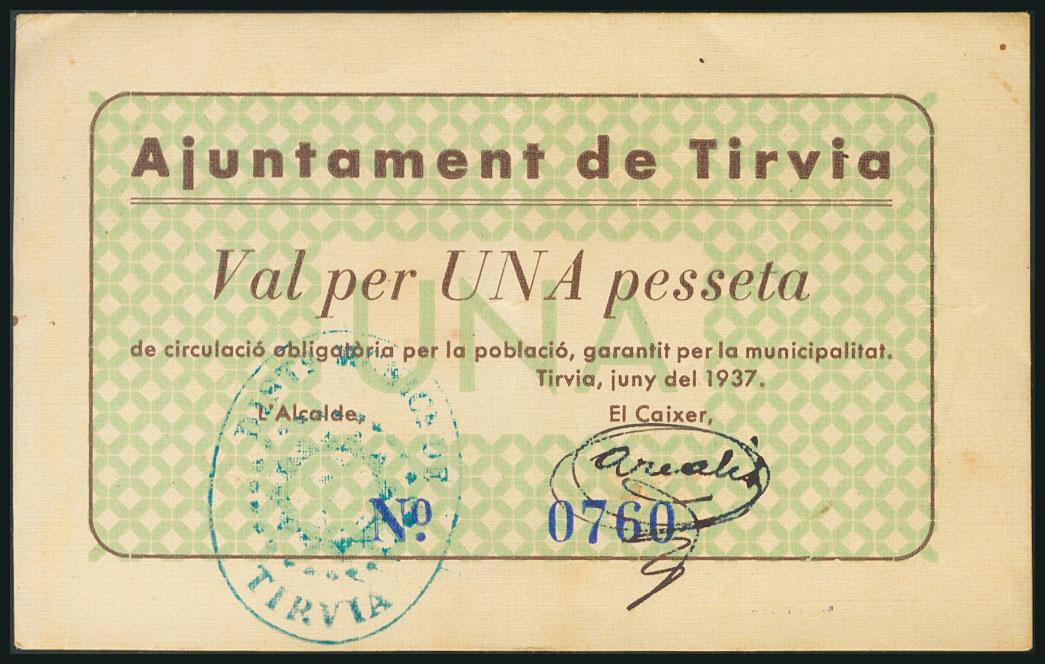 Ajuntament de Tirvia
Val per UNA pesseta
UNA
de circulació obligatòria per la població, garantit per la municipalitat.
Tirvia, juny del 1937.
L'Alcalde, El Caixer,
Nº. 0760
TIRVIA